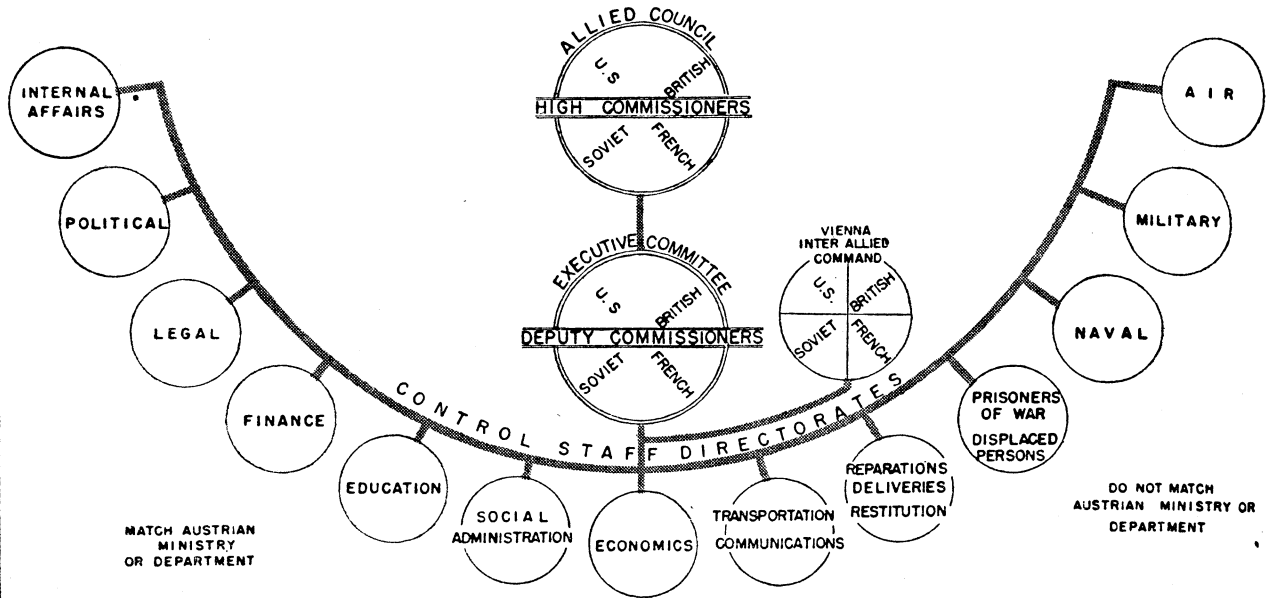 ALLIED COUNCIL
U.S
BRITISH
HIGH COMMISSIONERS
SOVIET
FRENCH
EXECUTIVE COMMITTEE
U.S.
BRITISH
DEPUTY COMMISSIONERS
SOVIET
FRENCH
VIENNA
INTER ALLIED
COMMAND
U.S.
BRITISH
SOVIET
FRENCH
CONTROL STAFF DIRECTORATES
INTERNAL
AFFAIRS
POLITICAL
LEGAL
FINANCE
EDUCATION
SOCIAL
ADMINISTRATION
ECONOMICS
TRANSPORTATION
COMMUNICATIONS
REPARATIONS
DELIVERIES
RESTITUTION
PRISONERS
OF WAR
DISPLACED
PERSONS
NAVAL
MILITARY
AIR
MATCH AUSTRIAN
MINISTRY
OR DEPARTMENT
DO NOT MATCH
AUSTRIAN MINISTRY OR
DEPARTMENT